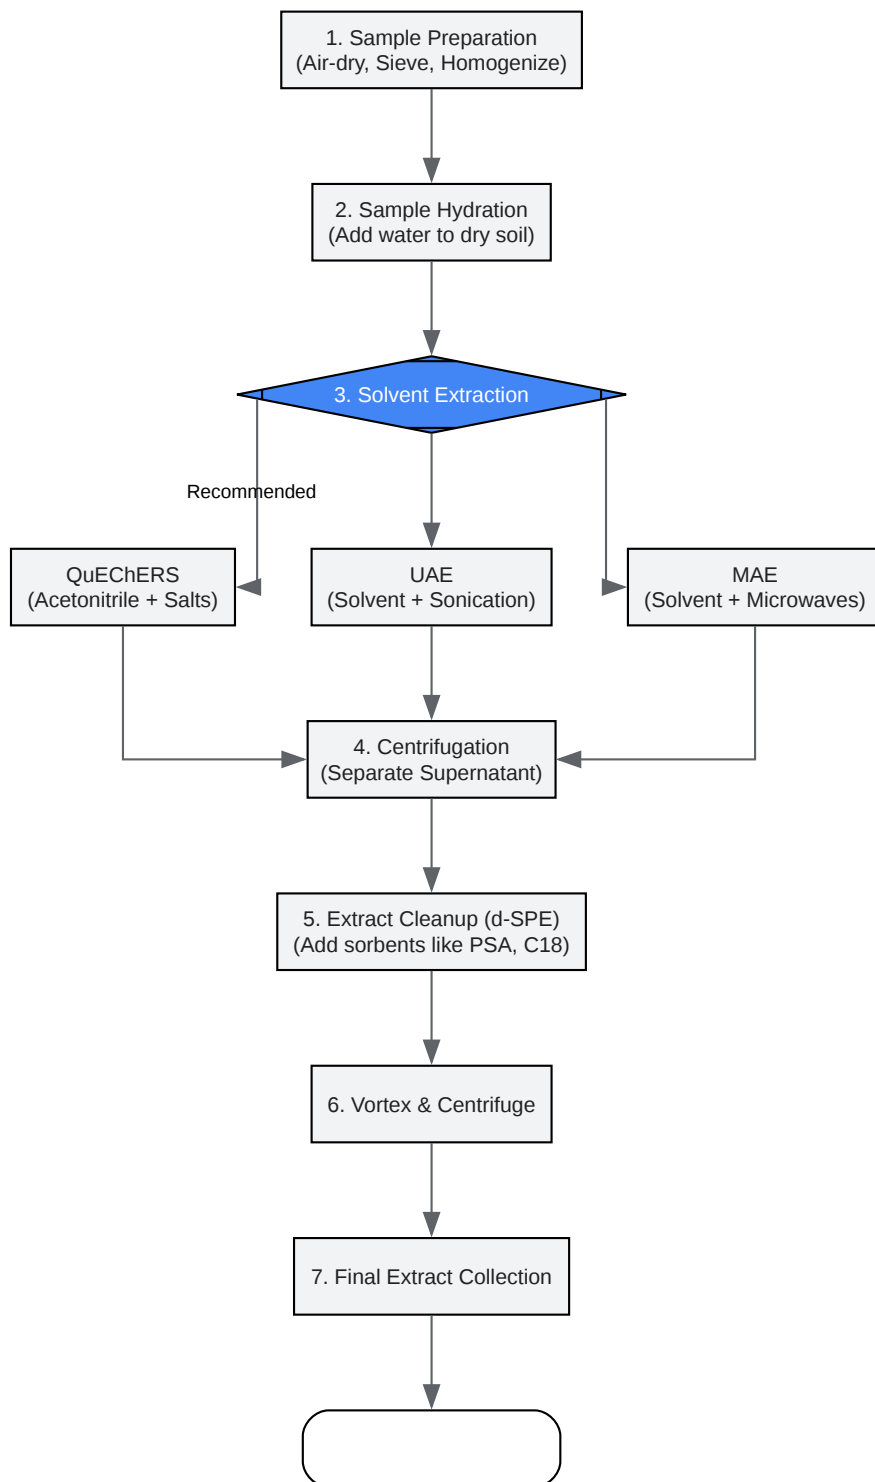 1. Sample Preparation
(Air-dry, Sieve, Homogenize)
2. Sample Hydration
(Add water to dry soil)
3. Solvent Extraction
Recommended
QuEChERS
(Acetonitrile + Salts)
UAE
(Solvent + Sonication)
MAE
(Solvent + Microwaves)
4. Centrifugation
(Separate Supernatant)
5. Extract Cleanup (d-SPE)
(Add sorbents like PSA, C18)
6. Vortex & Centrifuge
7. Final Extract Collection